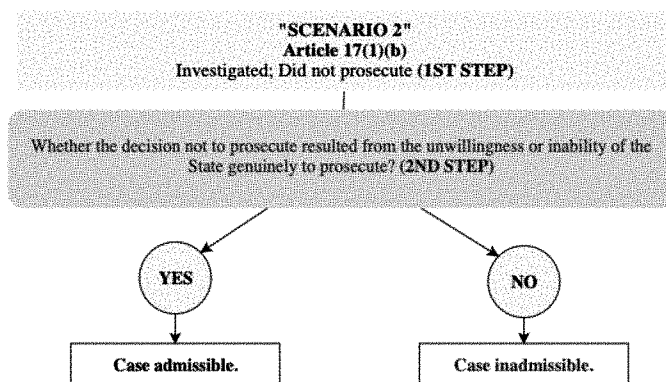 "SCENARIO 2"
Article 17(1)(b)
Investigated; Did not prosecute (1ST STEP)
Whether the decision not to prosecute resulted from the unwillingness or inability of the
State genuinely to prosecute? (2ND STEP)
YES
NO
Case admissible.
Case inadmissible.